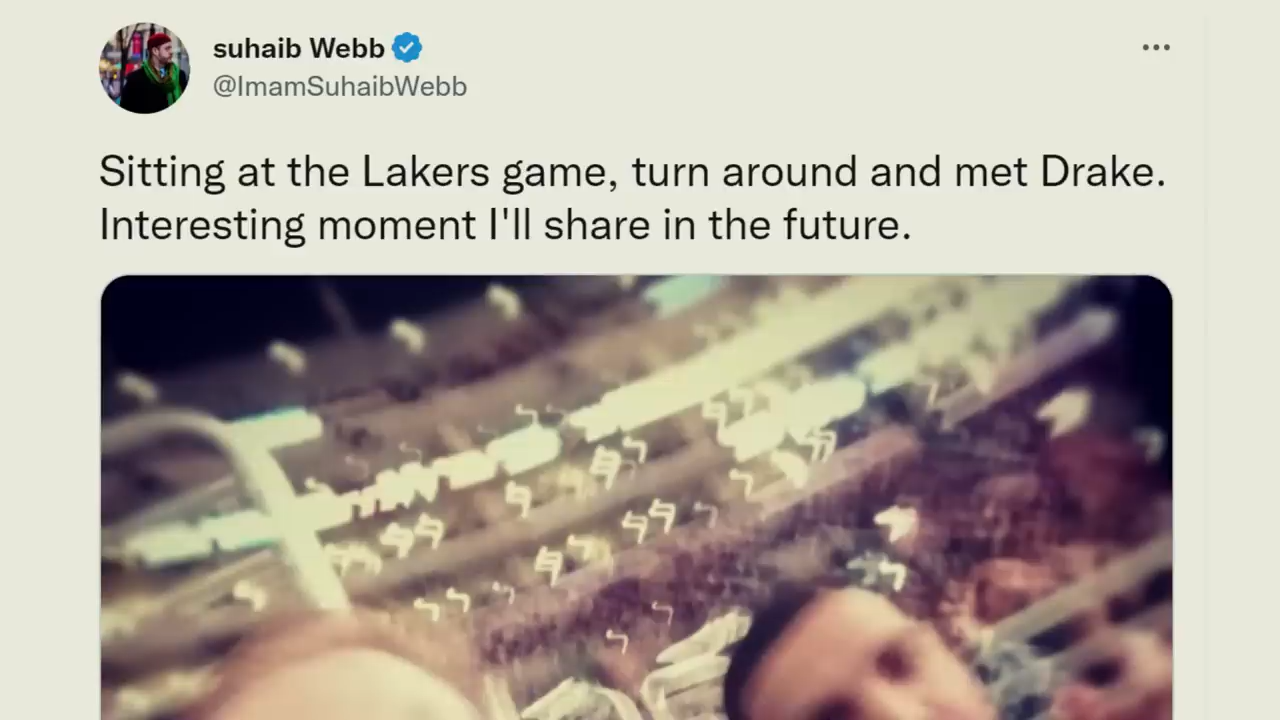 suhaib Webb
@ImamSuhaibWebb
Sitting at the Lakers game, turn around and met Drake.
Interesting moment I'll share in the future.